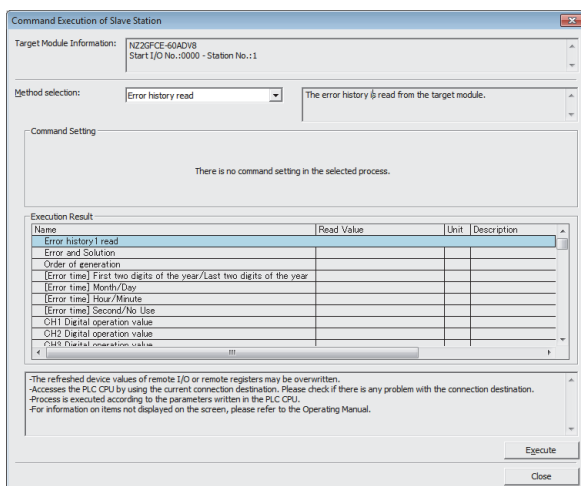 Command Execution of Slave Station
Target Module Information:
NZ2GFCE-60ADV8
Start I/O No.:0000 - Station No.:1
Method selection:
Error history read
The error history is read from the target module.
Command Setting
There is no command setting in the selected process.
Execution Result
Name Read Value Unit Description
Error history1 read
Error and Solution
Order of generation
[Error time] First two digits of the year/Last two digits of the year
[Error time] Month/Day
[Error time] Hour/Minute
[Error time] Second/No Use
CH1 Digital operation value
CH2 Digital operation value
CH3 Digital operation value
-The refreshed device values of remote I/O or remote registers may be overwritten.
-Accesses the PLC CPU by using the current connection destination. Please check if there is any problem with the connection destination.
-Process is executed according to the parameters written in the PLC CPU.
-For information on items not displayed on the screen, please refer to the Operating Manual.
Execute
Close